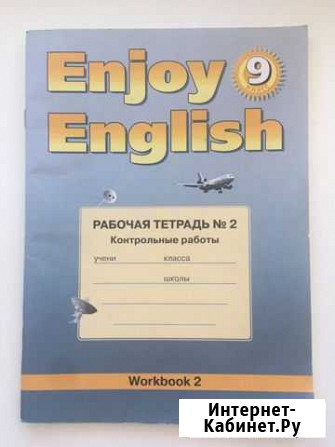 Enjoy 9
English
РАБОЧАЯ ТЕТРАДЬ № 2
Контрольные работы
учени класса
школы
Workbook 2
Интернет-
Кабинет.Ру